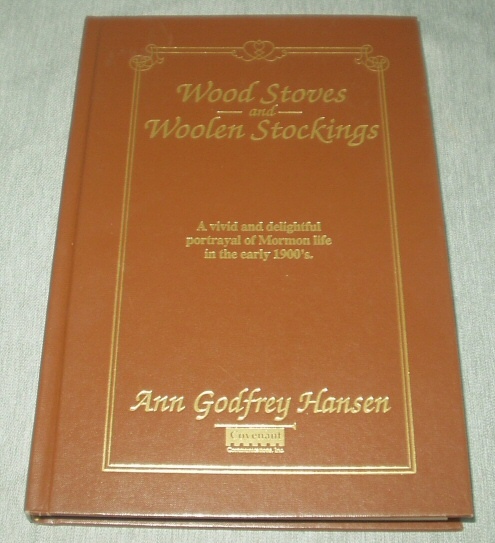 Wood Stoves
and
Woolen Stockings
A vivid and delightful
portrayal of Mormon life
in the early 1900's.
Ann Godfrey Hansen
Covenant
Communications, Inc.